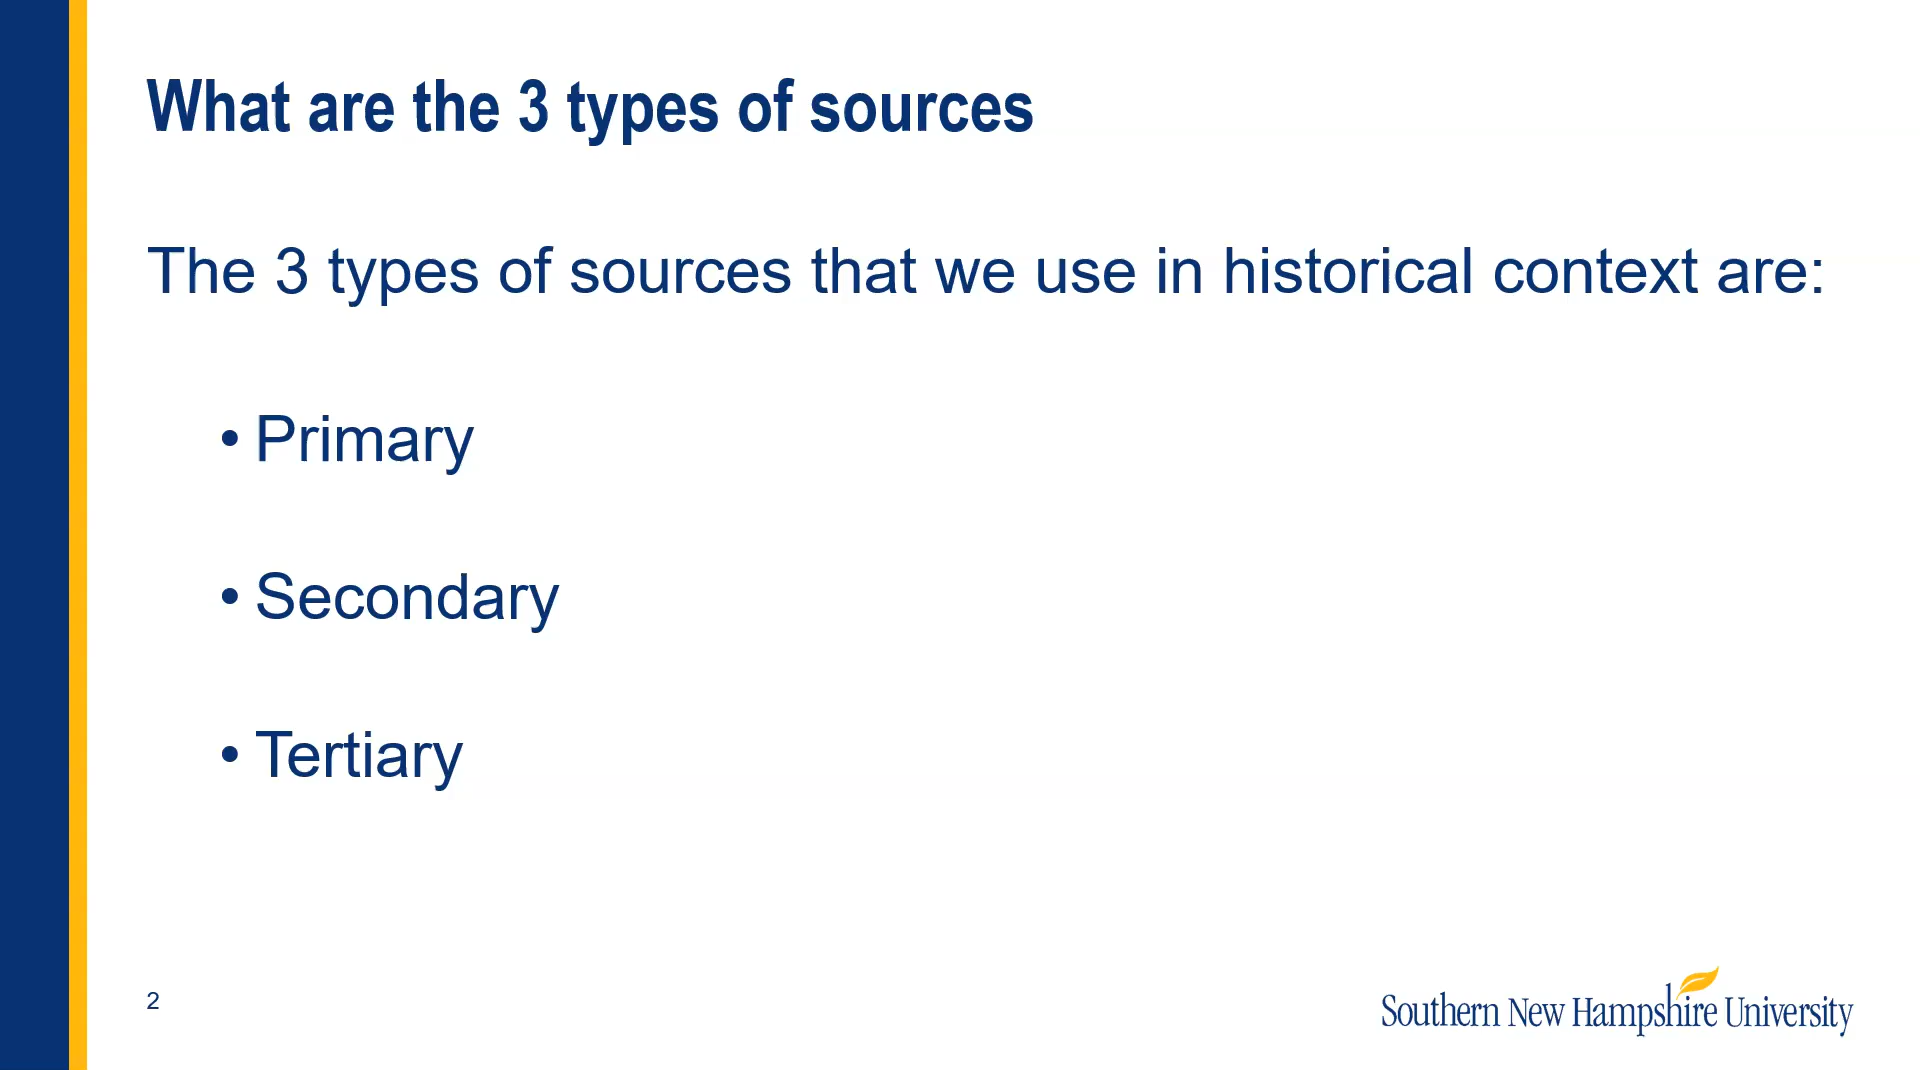 What are the 3 types of sources
The 3 types of sources that we use in historical context are:
• Primary
• Secondary
• Tertiary
2
Southern New Hampshire University